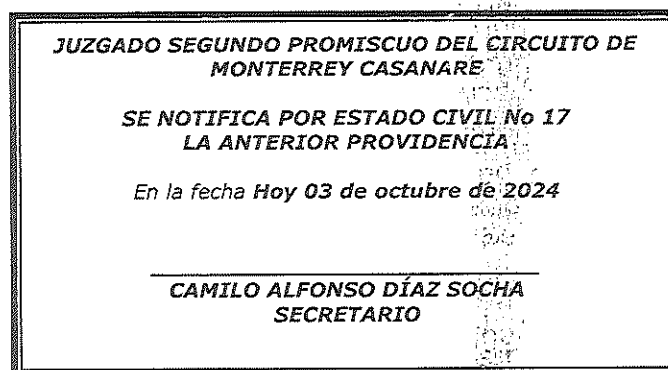 JUZGADO SEGUNDO PROMISCUO DEL CIRCUITO DE
MONTERREY CASANARE
SE NOTIFICA POR ESTADO CIVIL No 17
LA ANTERIOR PROVIDENCIA
En la fecha Hoy 03 de octubre de 2024
CAMILO ALFONSO DÍAZ SOCHA
SECRETARIO